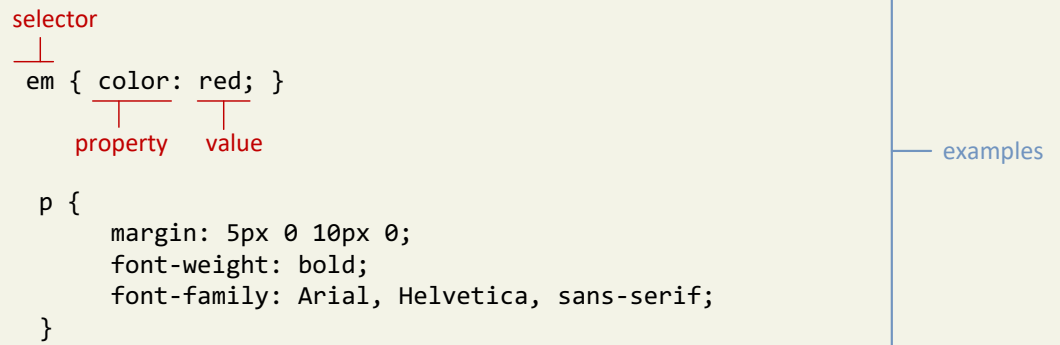 selector
em { color: red; }
property value
examples
p {
margin: 5px 0 10px 0;
font-weight: bold;
font-family: Arial, Helvetica, sans-serif;
}